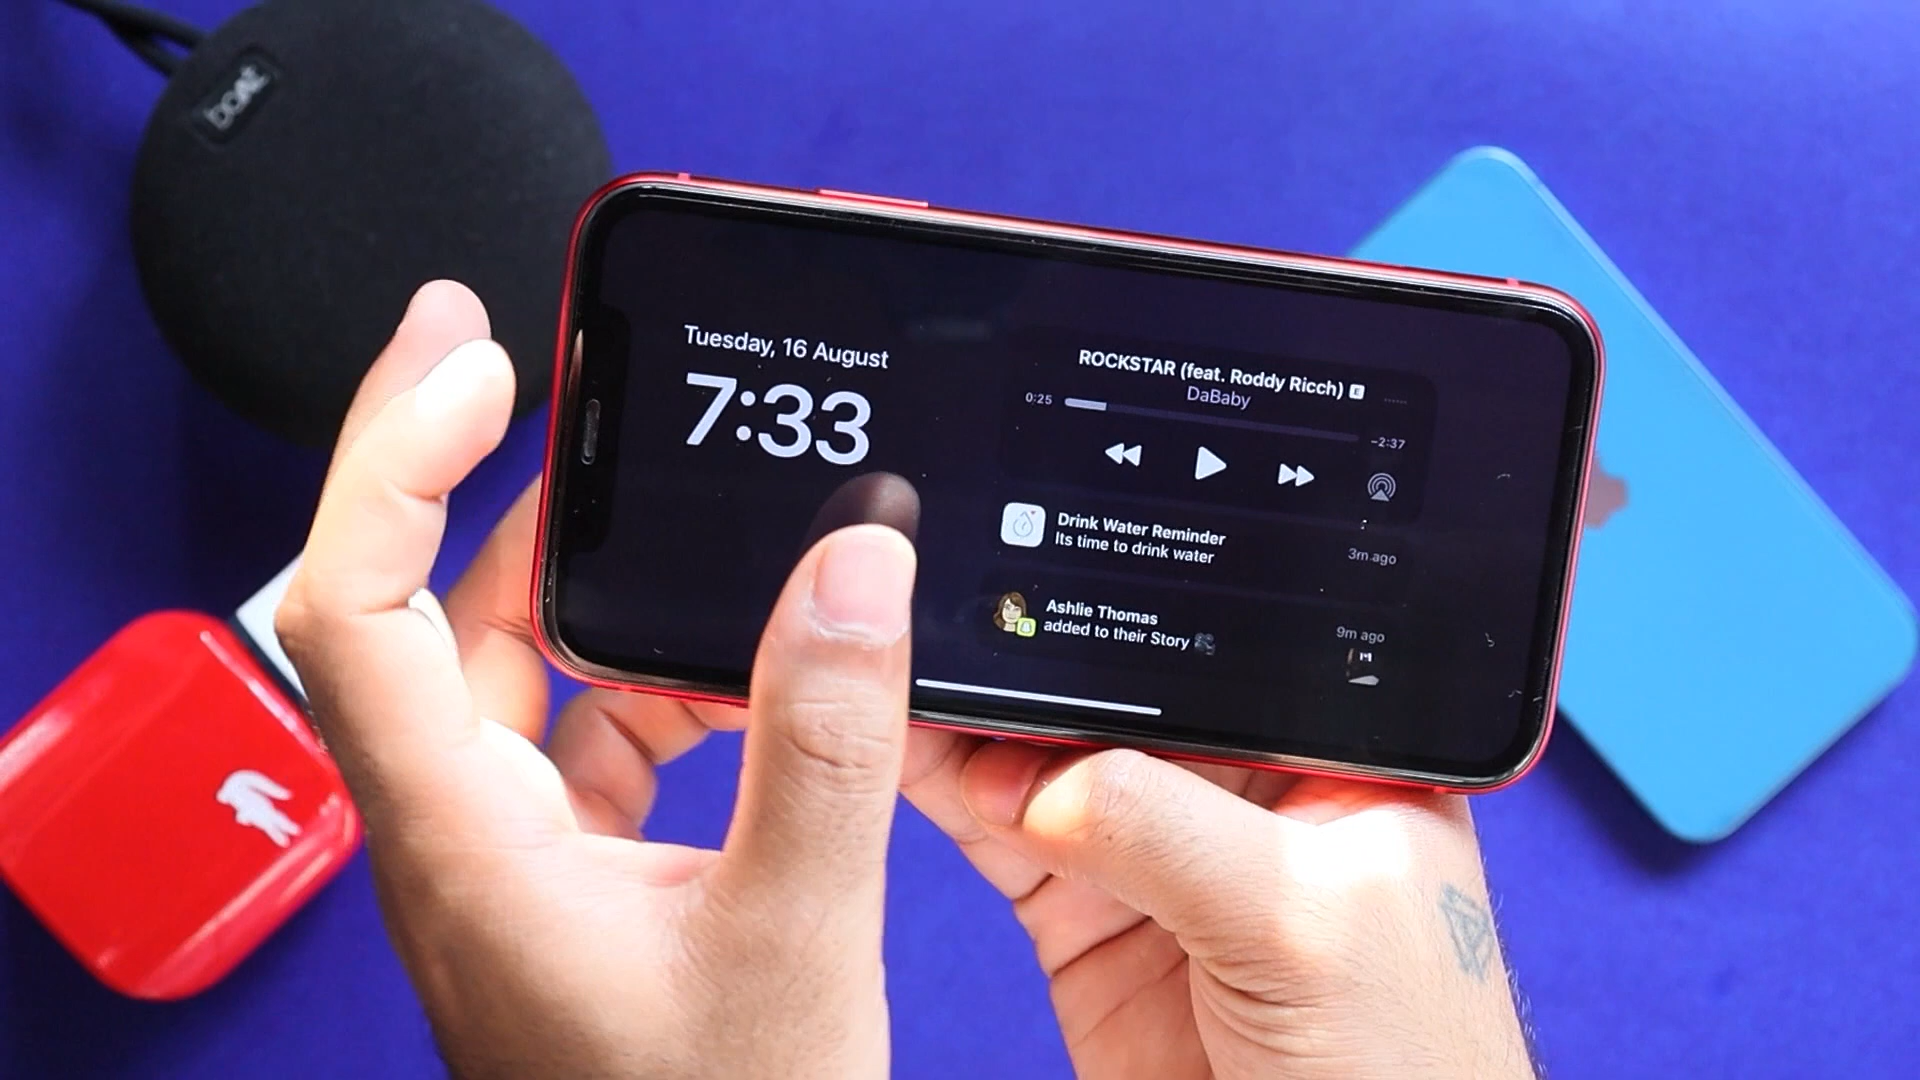 boAt
Tuesday, 16 August
7:33
ROCKSTAR (feat. Roddy Ricch) E
DaBaby
0:25
-2:37
Drink Water Reminder
Its time to drink water
3m ago
Ashlie Thomas
added to their Story
9m ago